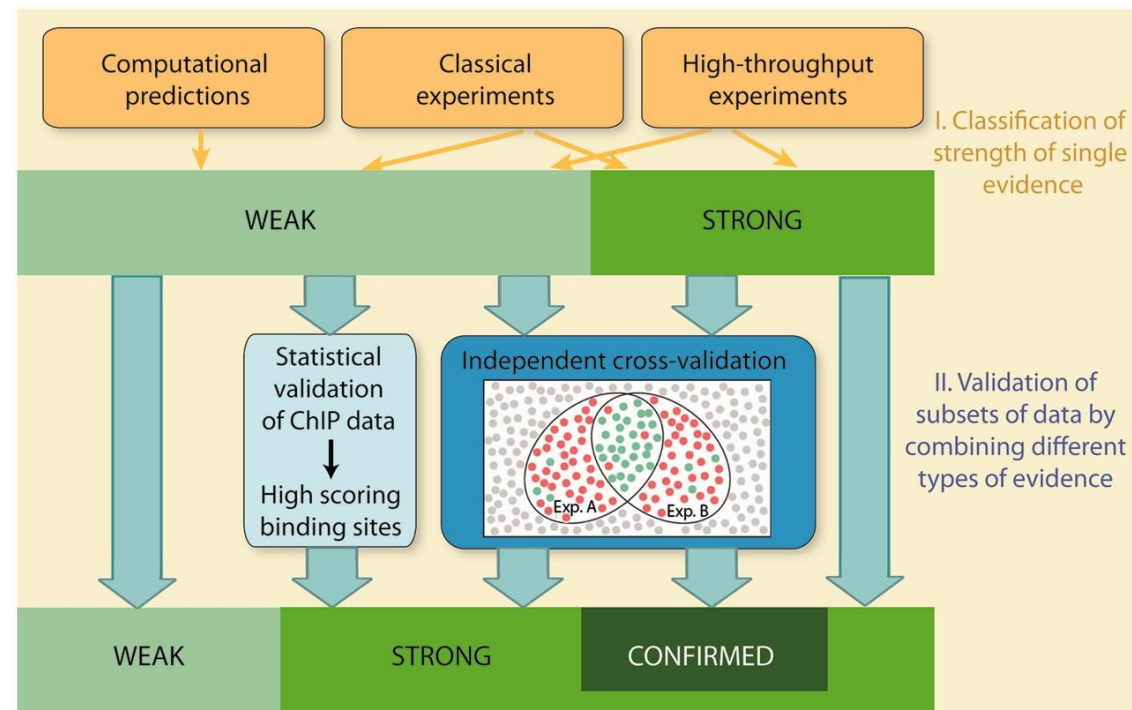 Computational
predictions
Classical
experiments
High-throughput
experiments
I. Classification of
strength of single
evidence
WEAK
STRONG
Statistical
validation
of ChIP data
High scoring
binding sites
Independent cross-validation
Exp. A
Exp. B
II. Validation of
subsets of data by
combining different
types of evidence
WEAK
STRONG
CONFIRMED